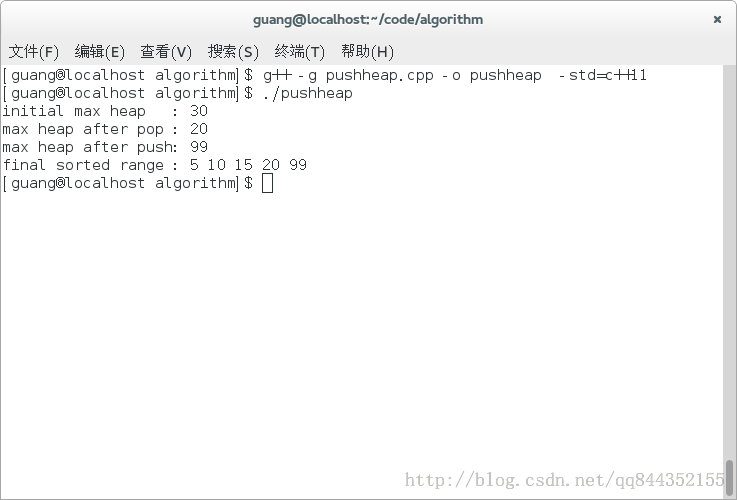 guang@localhost:~/code/algorithm ×
文件(F) 编辑(E) 查看(V) 搜索(S) 终端(T) 帮助(H)
[guang@localhost algorithm]$ g++ -g pushheap.cpp -o pushheap  -std=c++11
[guang@localhost algorithm]$ ./pushheap
initial max heap   : 30
max heap after pop : 20
max heap after push: 99
final sorted range : 5 10 15 20 99
[guang@localhost algorithm]$
http://blog.csdn.net/qq844352155